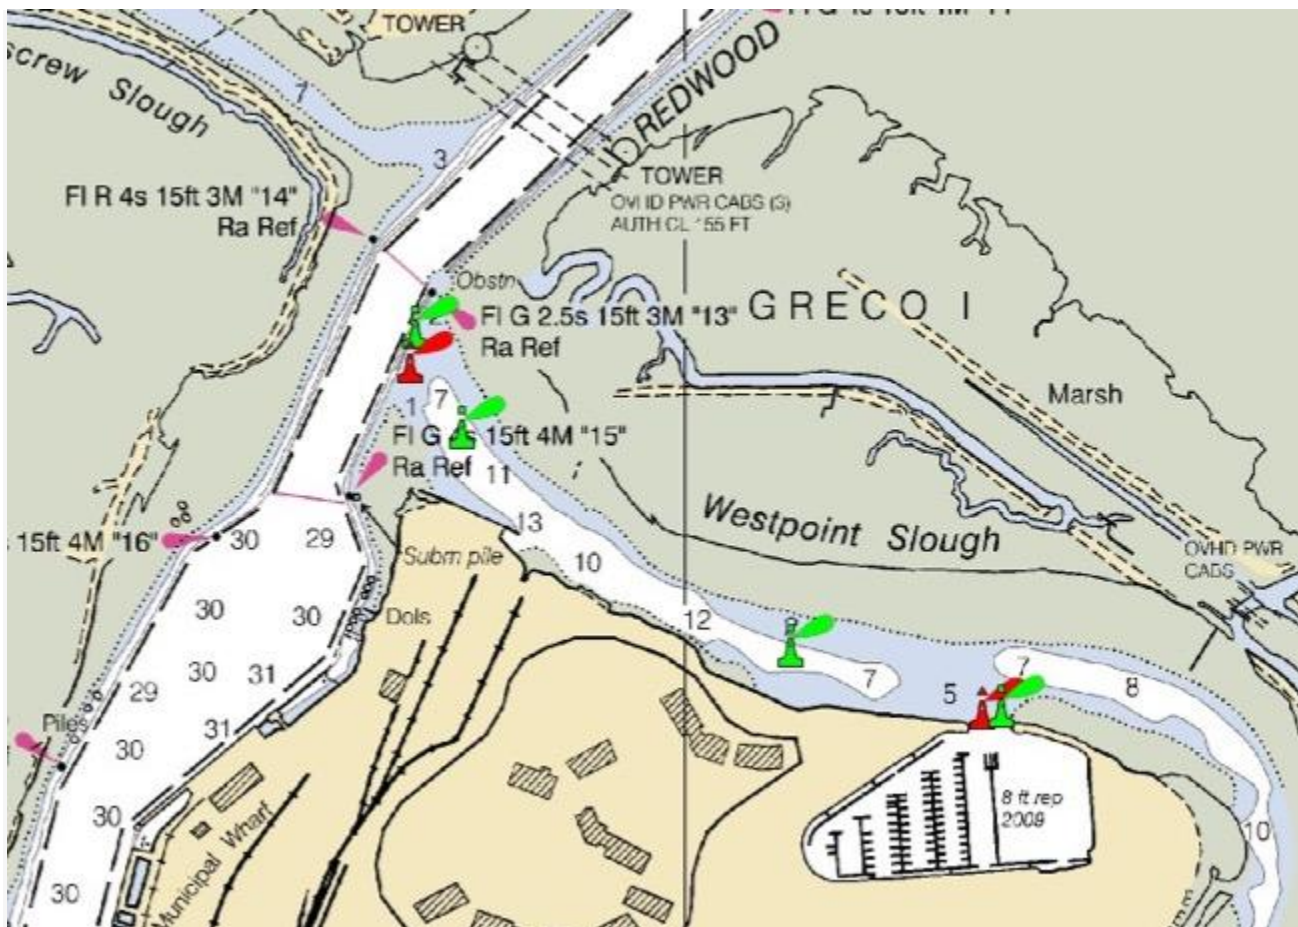 TOWER
screw Slough
REDWOOD
1
3
Fl R 4s 15ft 3M "14"
Ra Ref
TOWER
OVHD PWR CABS (3)
AUTH CL 155 FT
Obstn
GRECO I
2
Fl G 2.5s 15ft 3M "13"
Ra Ref
Marsh
1
7
Fl G 15ft 4M "15"
Ra Ref
11
Westpoint Slough
13
15ft 4M "16"
30
29
Subm pile
10
OVHD PWR
CABS
30
30
Dols
12
30
31
29
7
5
7
8
31
Piles
30
8 ft rep
2008
30
10
Municipal Wharf
30